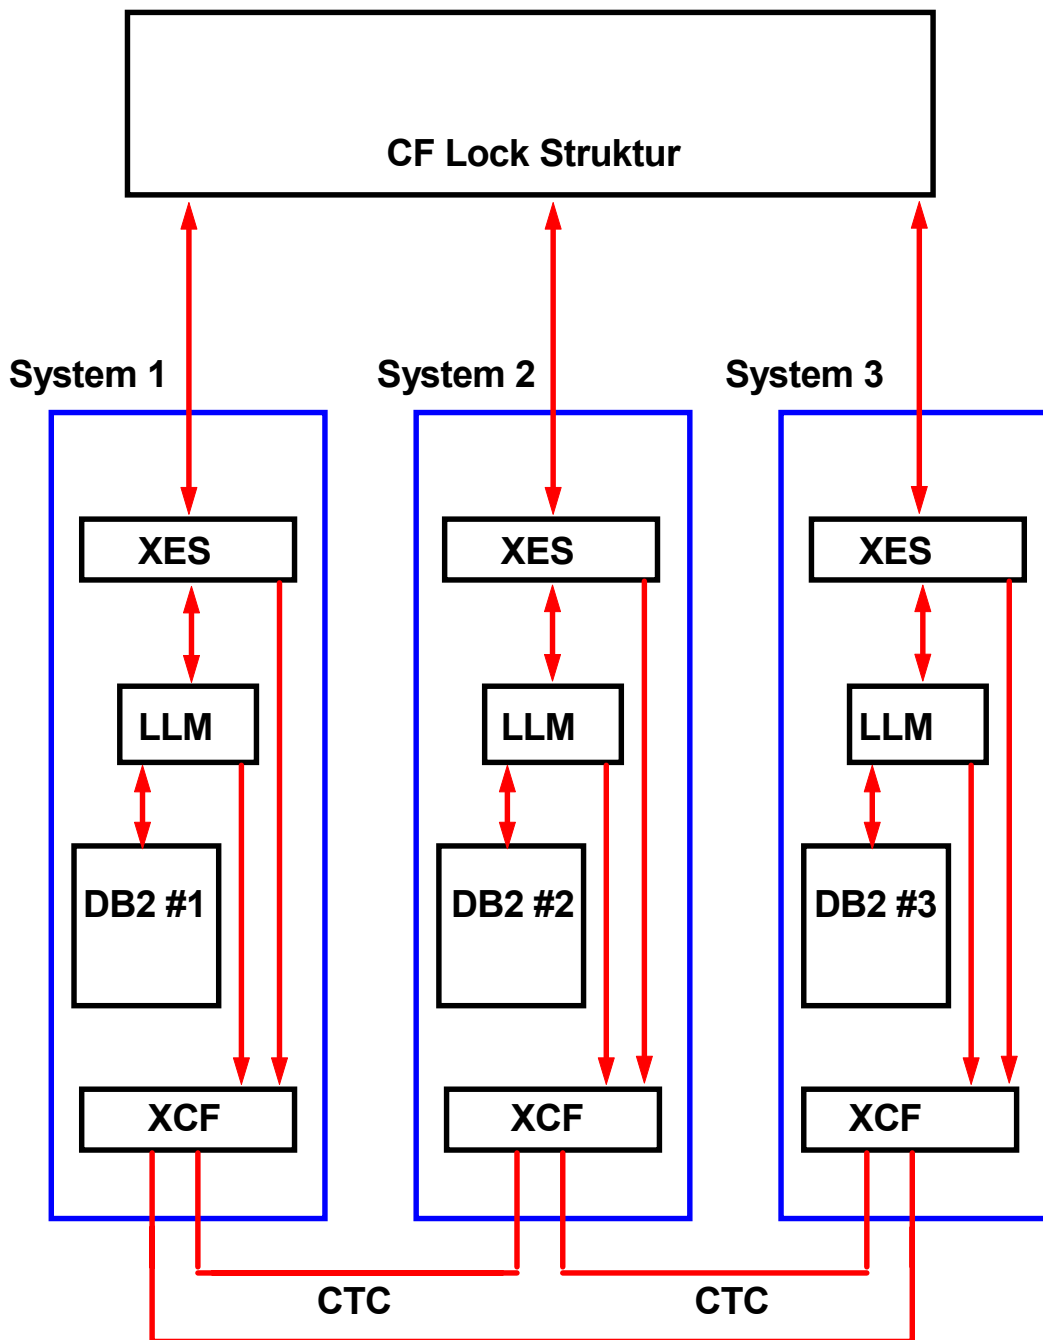 CF Lock Struktur
System 1
System 2
System 3
XES
XES
XES
LLM
LLM
LLM
DB2 #1
DB2 #2
DB2 #3
XCF
XCF
XCF
CTC
CTC